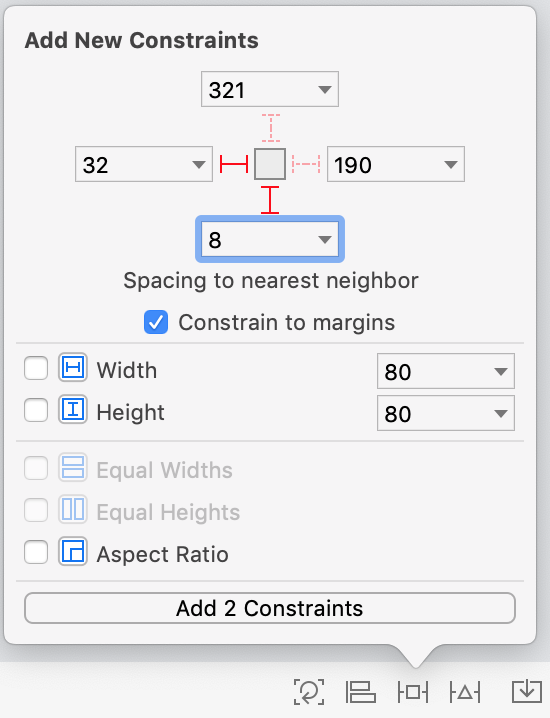 Add New Constraints
321
32
190
8
Spacing to nearest neighbor
Constrain to margins
Width
80
Height
80
Equal Widths
Equal Heights
Aspect Ratio
Add 2 Constraints